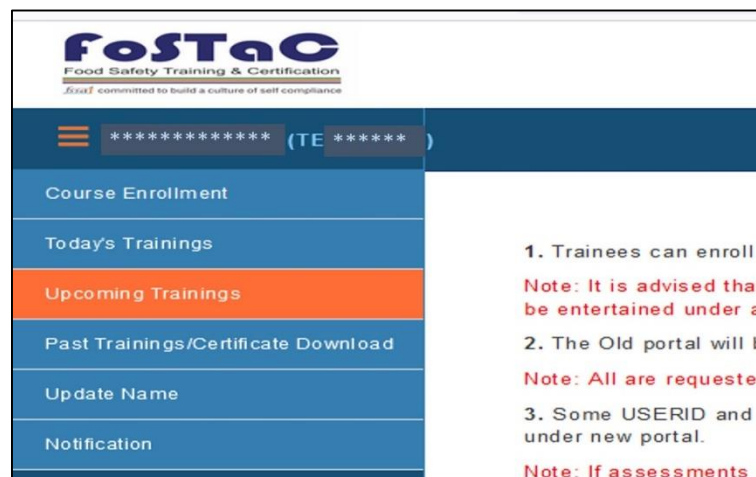 FoSTaC
Food Safety Training & Certification
fssai committed to build a culture of self compliance
************* (TE ****** )
Course Enrollment
Today's Trainings
Upcoming Trainings
Past Trainings/Certificate Download
Update Name
Notification
1. Trainees can enroll
Note: It is advised tha
be entertained under a
2. The Old portal will b
Note: All are requeste
3. Some USERID and
under new portal.
Note: If assessments